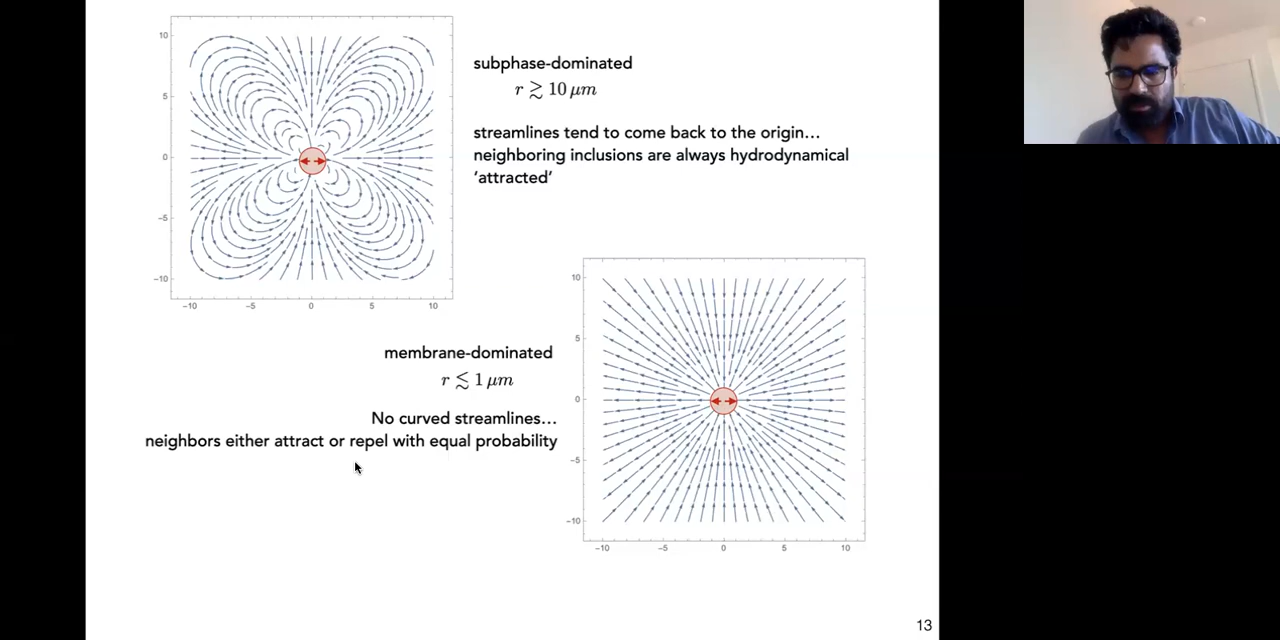 10
5
0
−5
−10
−10
−5
0
5
10
subphase-dominated
r ≳ 10 μm
streamlines tend to come back to the origin…
neighboring inclusions are always hydrodynamical
‘attracted’
membrane-dominated
r ≲ 1 μm
No curved streamlines…
neighbors either attract or repel with equal probability
10
5
0
−5
−10
−10
−5
0
5
10
13